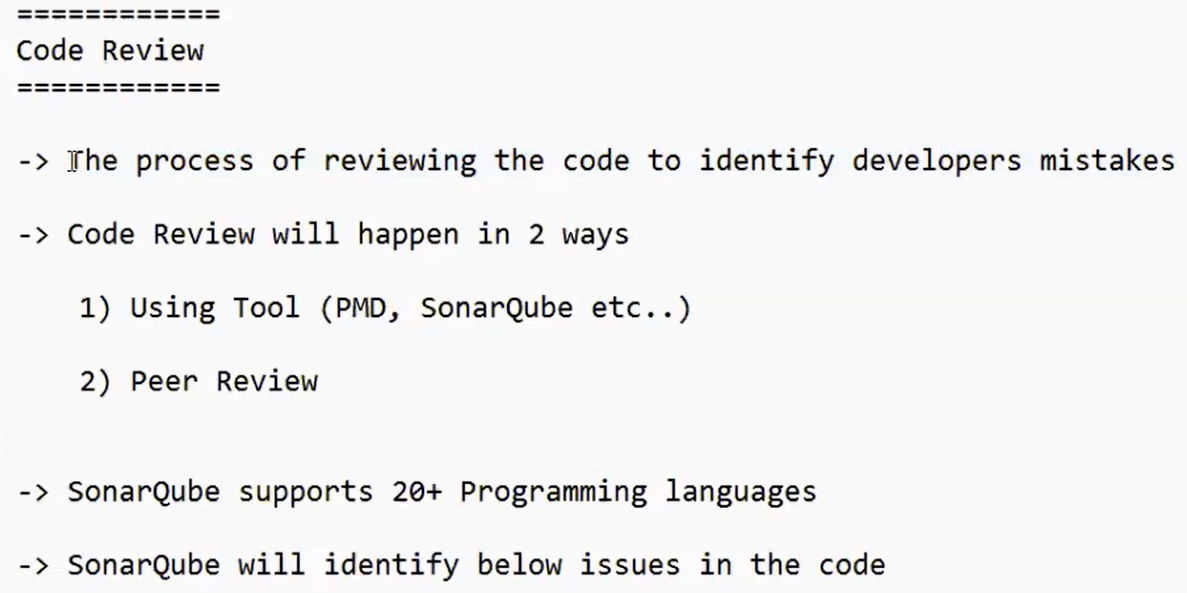 ============
Code Review
============
-> The process of reviewing the code to identify developers mistakes
-> Code Review will happen in 2 ways
1) Using Tool (PMD, SonarQube etc..)
2) Peer Review
-> SonarQube supports 20+ Programming languages
-> SonarQube will identify below issues in the code